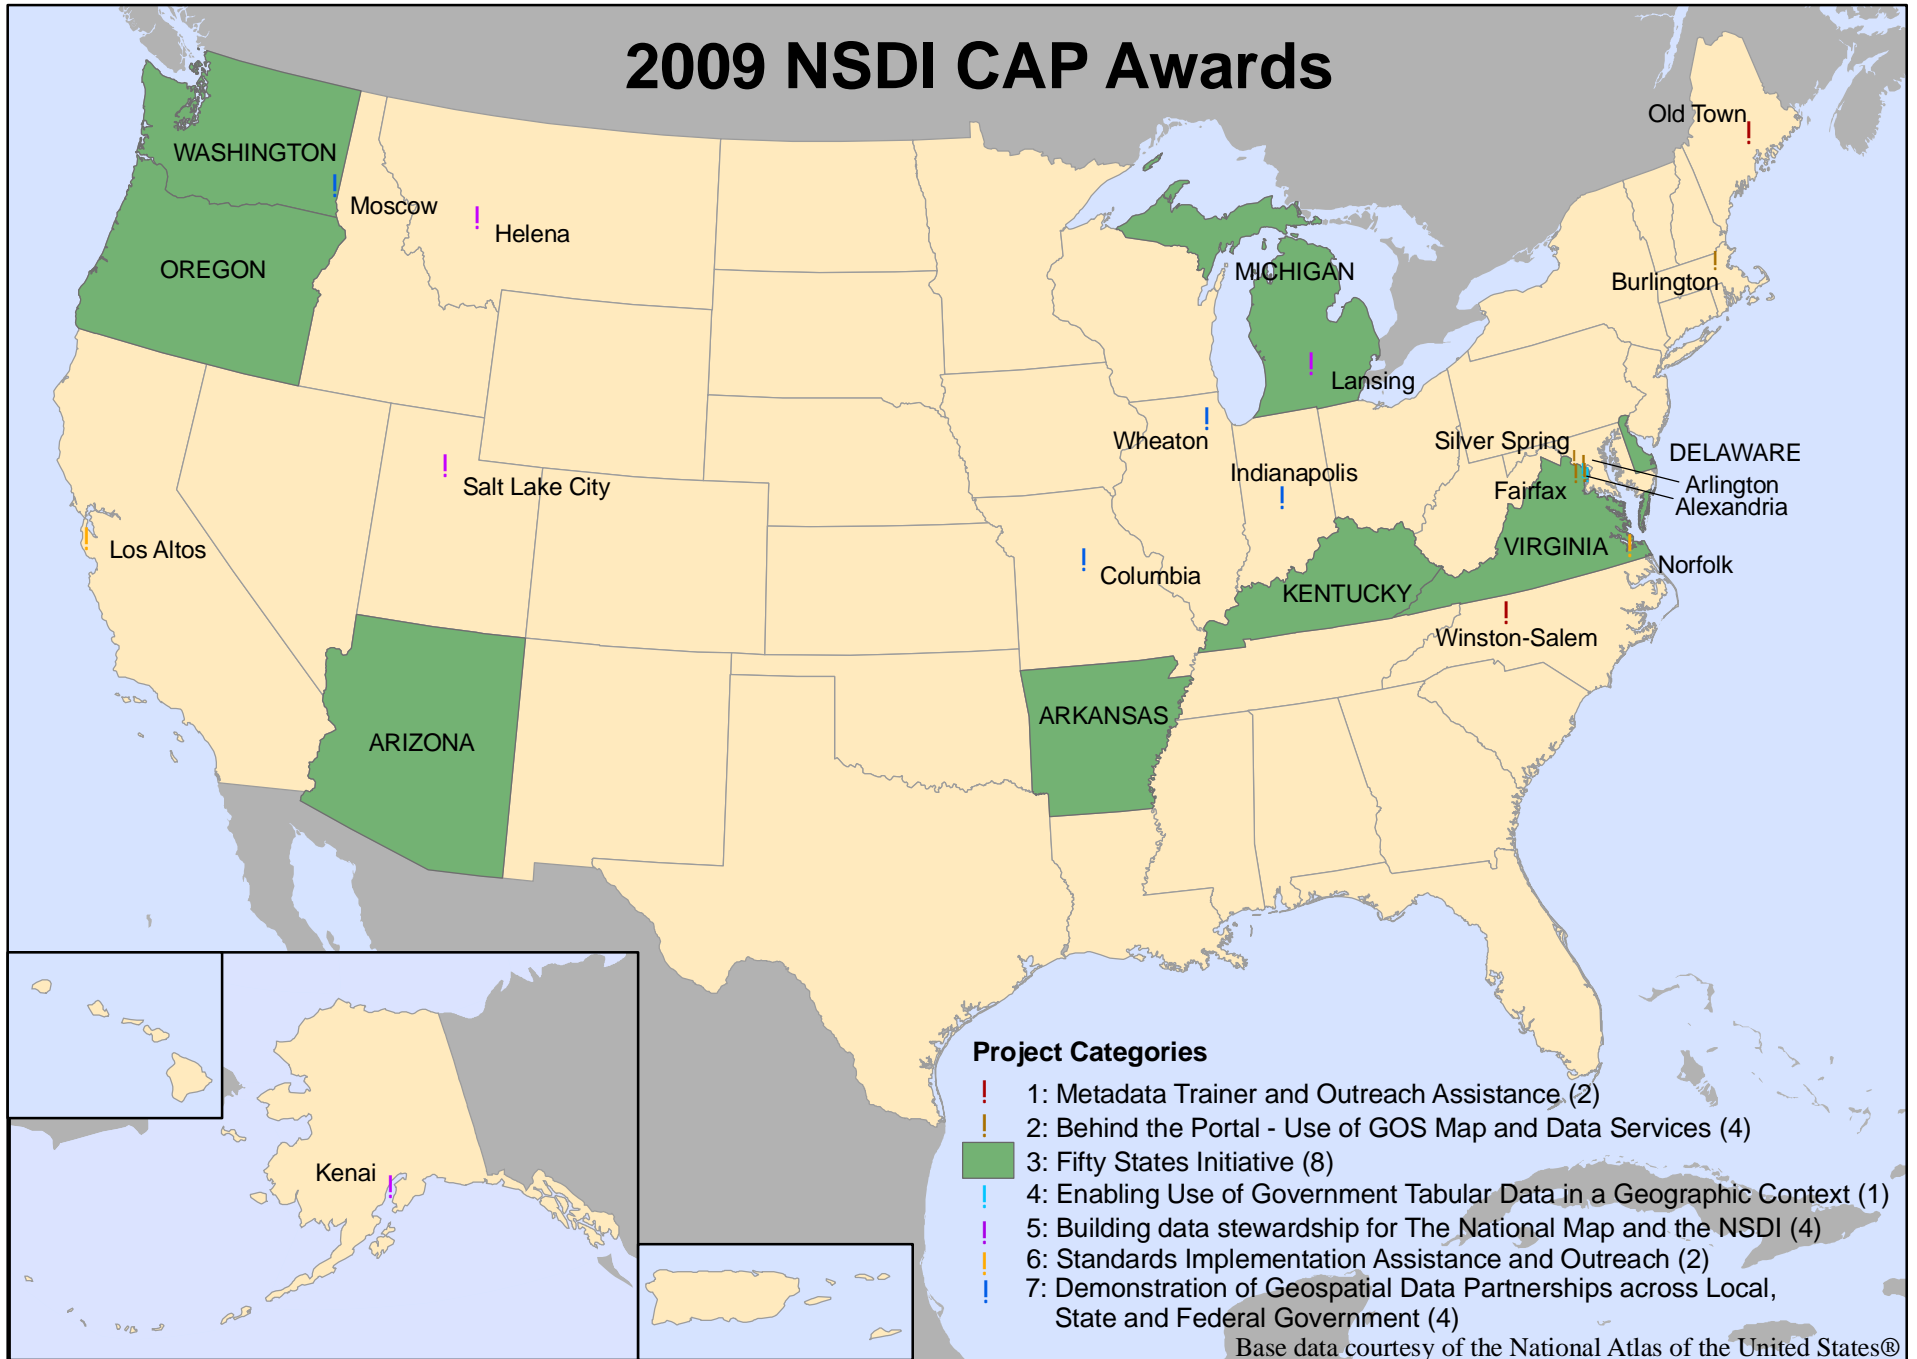 2009 NSDI CAP Awards
Old Town
WASHINGTON
Moscow
Helena
OREGON
MICHIGAN
Burlington
Lansing
Wheaton
Silver Spring
DELAWARE
Indianapolis
Salt Lake City
Fairfax
Arlington
Alexandria
Los Altos
VIRGINIA
Norfolk
Columbia
KENTUCKY
Winston-Salem
ARKANSAS
ARIZONA
Kenai
Project Categories
1: Metadata Trainer and Outreach Assistance (2)
2: Behind the Portal - Use of GOS Map and Data Services (4)
3: Fifty States Initiative (8)
4: Enabling Use of Government Tabular Data in a Geographic Context (1)
5: Building data stewardship for The National Map and the NSDI (4)
6: Standards Implementation Assistance and Outreach (2)
7: Demonstration of Geospatial Data Partnerships across Local,
State and Federal Government (4)
Base data courtesy of the National Atlas of the United States®